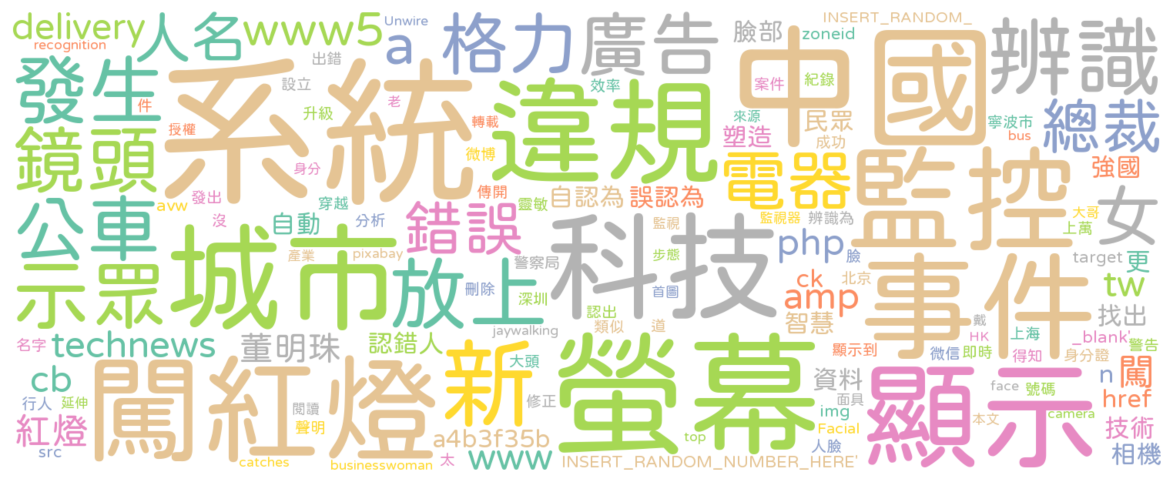 delivery
人名
www5
a
格力
廣告
臉部
INSERT_RANDOM_
zoneid
辨識
recognition
Unwire
出錯
發生
系統
設立
升級
老
件
授權
身分
鏡頭
違規
效率
轉載
微博
中國
案件
紀錄
來源
塑造
民眾
成功
寧波市
bus
總裁
強國
公車
avw
發出
沒
穿越
分析
自動
傳開
靈敏
錯誤
自認為
誤認為
電器
監視器
辨識為
監控
大哥
上萬
女
示眾
城市
產業
pixabay
放上
刪除
警察局
深圳
科技
監視
步態
首圖
認出
類似
道
php
臉
ck
北京
amp
智慧
事件
target
更
tw
找出
jaywalking
名字
technews
董明珠
認錯人
大頭
新
顯示到
戴
HK
上海
微信
即時
得知
_blank'
警告
身分證
cb
行人
延伸
闖紅燈
閱讀
聲明
修正
螢幕
資料
面具
img
Facial
人臉
顯示
face
號碼
n
闖
href
本文
camera
技術
相機
紅燈
src
catches
businesswoman
a4b3f35b
太
www
top
INSERT_RANDOM_NUMBER_HERE'